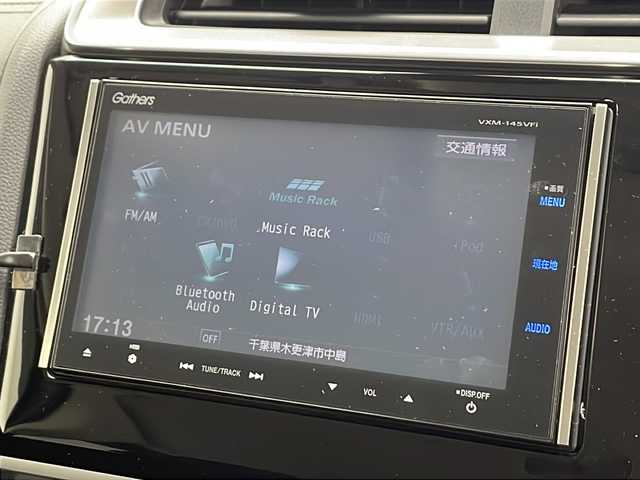 Gathers
VXM-145VFi
AV MENU
交通情報
FM/AM
CD/DVD
Music Rack
Music Rack
USB
iPod
Bluetooth Audio
Digital TV
HDMI
VTR/Aux
17:13
OFF
千葉県木更津市中島
画質
MENU
現在地
AUDIO
TUNE/TRACK
VOL
DISP.OFF